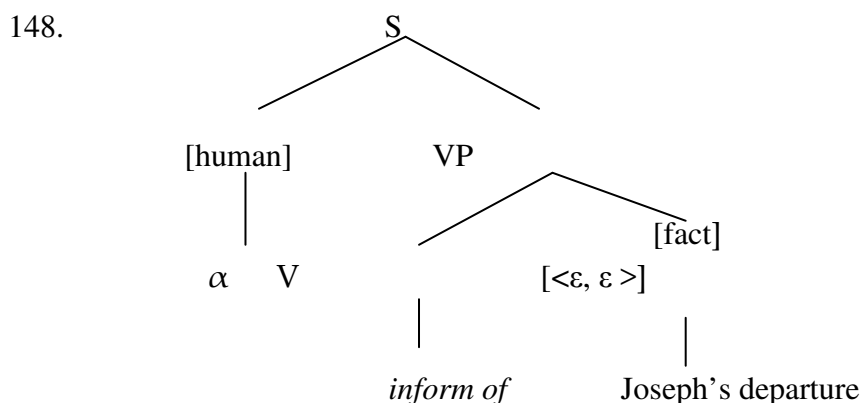 148. S
[human] VP
[fact]
α V [<ε, ε >]
inform of Joseph’s departure